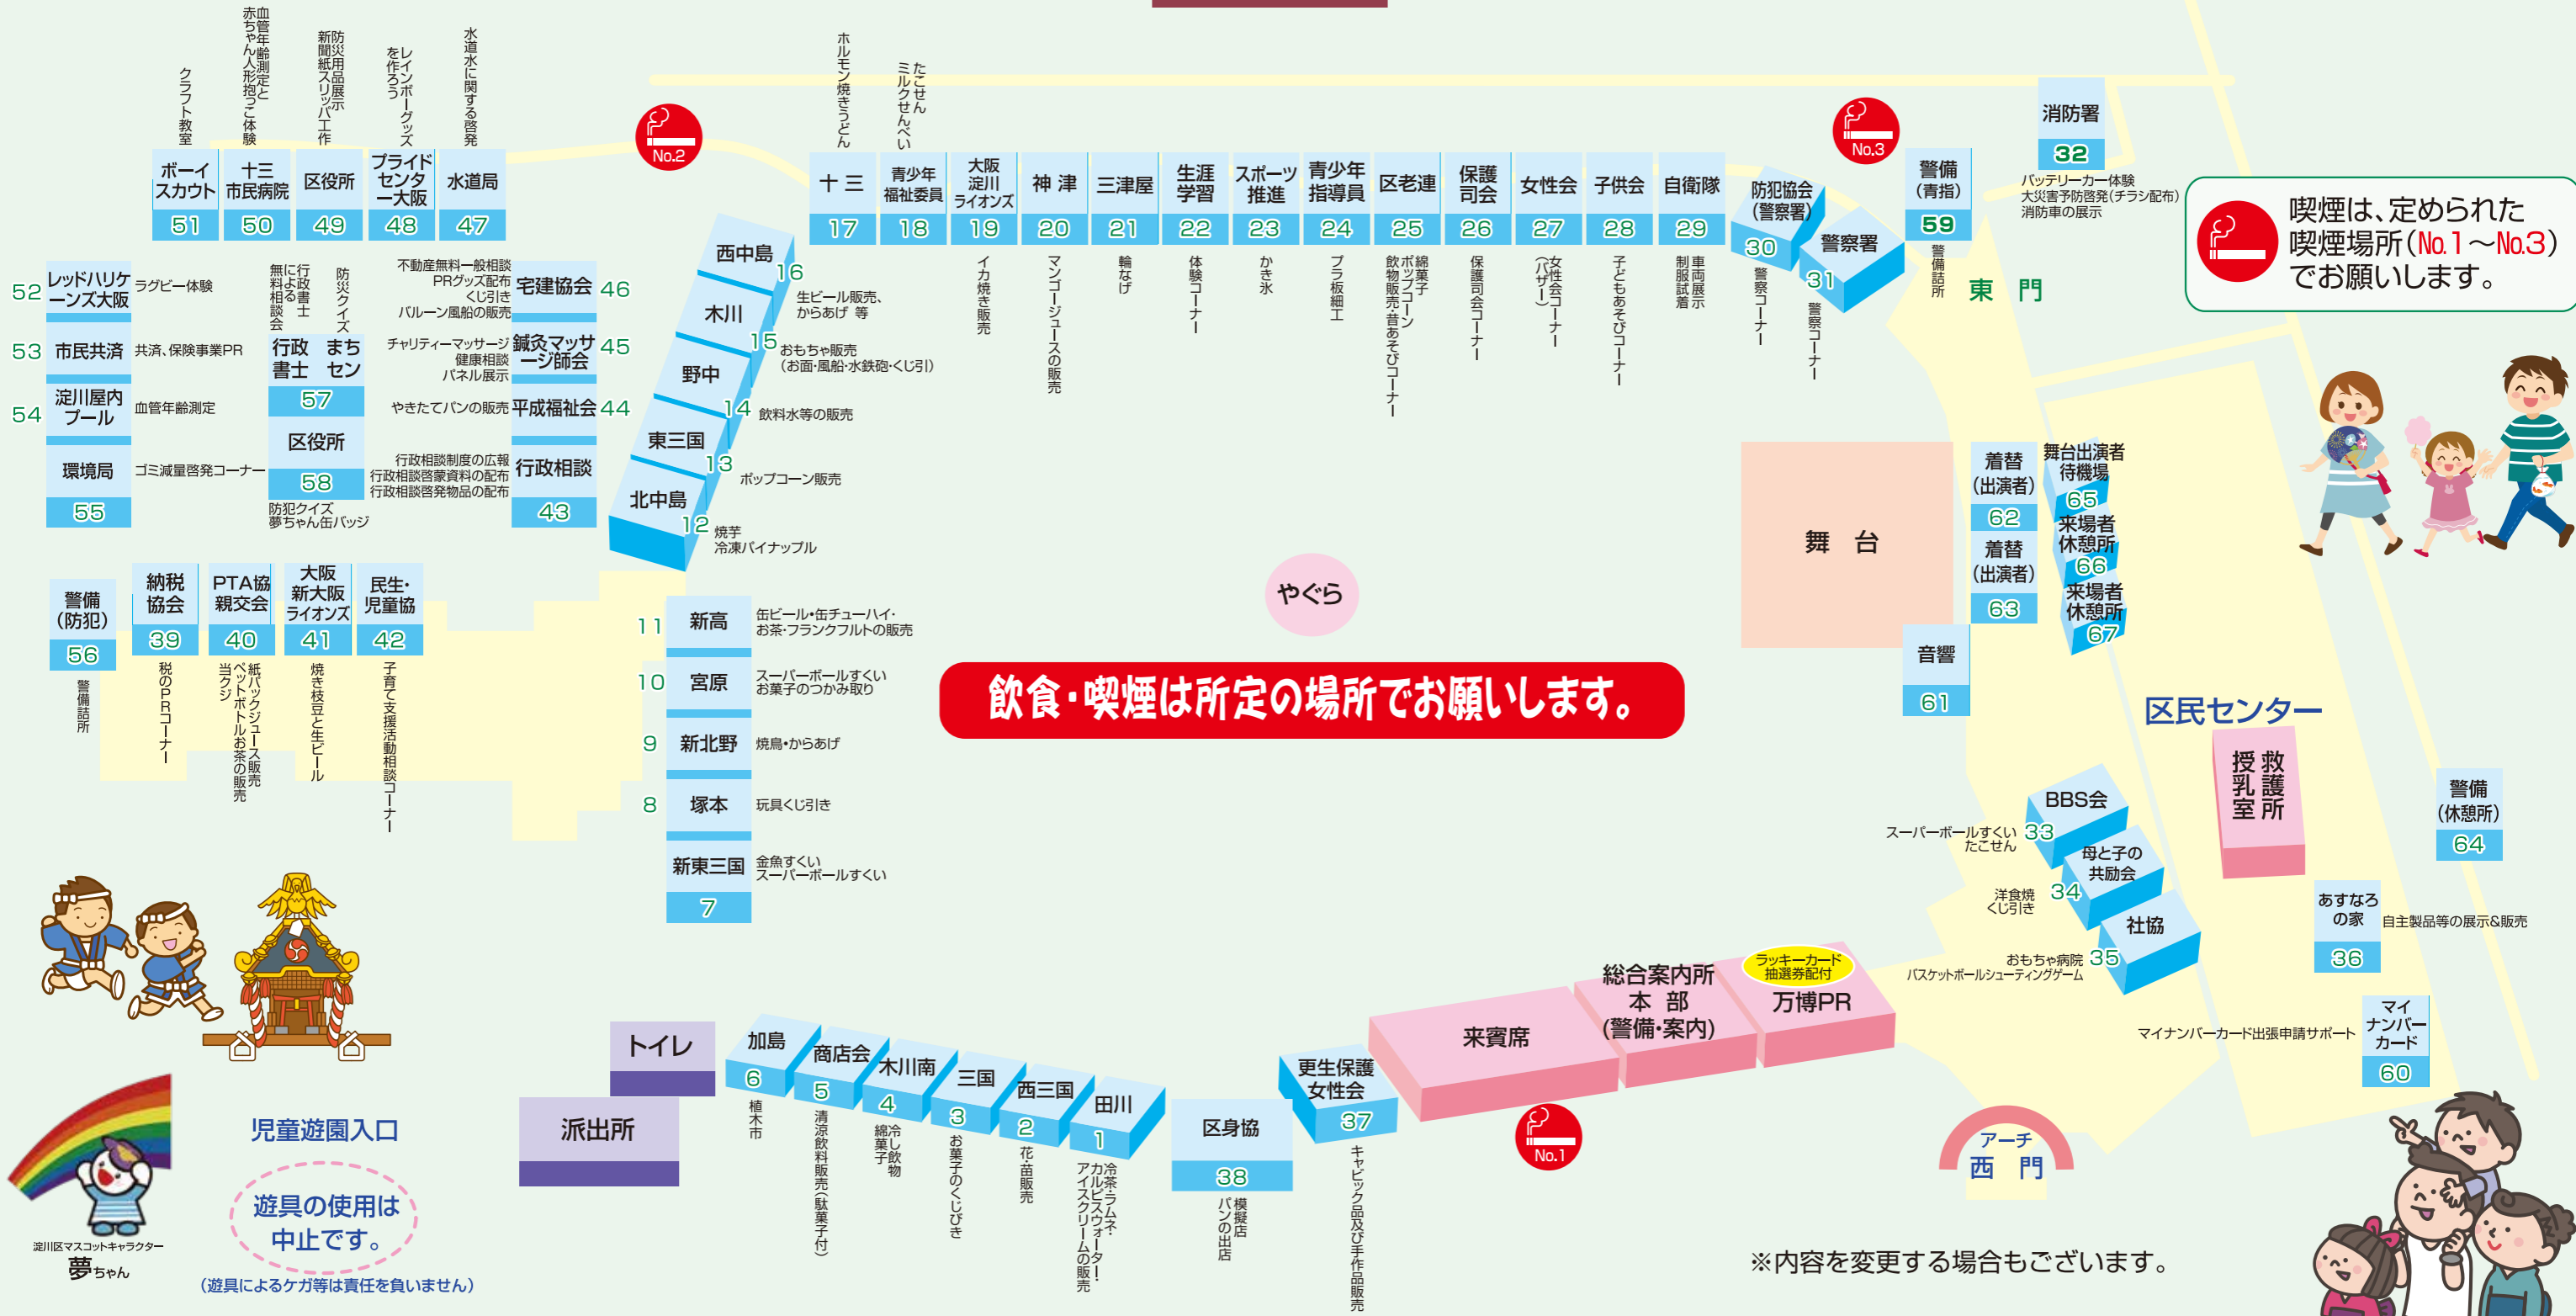 クラフト教室
血管年齢測定と
赤ちゃん人形抱っこ体験
防災用品展示
新聞紙スリッパ工作
レインボーグッズ
を作ろう
水道水に関する啓発
ボーイ
スカウト
51
十三
市民病院
50
区役所
49
プライド
センタ
ー大阪
48
水道局
47
No.2
ホルモン焼きうどん
たこせん
ミルクせんべい
十三
17
青少年
福祉委員
18
大阪
淀川
ライオンズ
19
イカ焼き販売
神津
20
マンゴージュースの販売
三津屋
21
輪なげ
生涯
学習
22
体験コーナー
スポーツ
推進
23
かき氷
青少年
指導員
24
プラ板細工
区老連
25
綿菓子
ポップコーン
飲物販売・昔あそびコーナー
保護
司会
26
保護司会コーナー
女性会
27
女性会コーナー
(バザー)
子供会
28
子どもあそびコーナー
自衛隊
29
車両展示
制服試着
防犯協会
(警察署)
30
警察コーナー
警察署
31
警察コーナー
No.3
警備
(青指)
59
警備詰所
消防署
32
バッテリーカー体験
大災害予防啓発(チラシ配布)
消防車の展示
東 門
喫煙は、定められた
喫煙場所(No.1〜No.3)
でお願いします。
52
レッドハリケ
ーンズ大阪
ラグビー体験
53
市民共済
共済、保険事業PR
54
淀川屋内
プール
血管年齢測定
環境局
55
ゴミ減量啓発コーナー
行政書士
による
無料相談会
防災クイズ
行政
書士
まち
セン
57
区役所
58
防犯クイズ
夢ちゃん缶バッジ
不動産無料一般相談
PRグッズ配布
くじ引き
バルーン風船の販売
宅建協会
46
チャリティーマッサージ
健康相談
パネル展示
鍼灸マッサ
ージ師会
45
やきたてパンの販売
平成福祉会
44
行政相談制度の広報
行政相談啓蒙資料の配布
行政相談啓発物品の配布
行政相談
43
西中島
16
生ビール販売、
からあげ 等
木川
15
おもちゃ販売
(お面・風船・水鉄砲・くじ引)
野中
14
飲料水等の販売
東三国
13
ポップコーン販売
北中島
12
焼芋
冷凍パイナップル
警備
(防犯)
56
警備詰所
納税
協会
39
税のPRコーナー
PTA協
親交会
40
紙パックジュース販売
ペットボトルお茶の販売
当クジ
大阪
新大阪
ライオンズ
41
焼き枝豆と生ビール
民生・
児童協
42
子育て支援活動相談コーナー
11
新高
缶ビール・缶チューハイ・
お茶・フランクフルトの販売
10
宮原
スーパーボールすくい
お菓子のつかみ取り
9
新北野
焼鳥・からあげ
8
塚本
玩具くじ引き
新東三国
7
金魚すくい
スーパーボールすくい
やぐら
飲食・喫煙は所定の場所でお願いします。
舞 台
着替
(出演者)
62
着替
(出演者)
63
音響
61
舞台出演者
待機場
65
来場者
休憩所
66
来場者
休憩所
67
区民センター
救護所
授乳室
警備
(休憩所)
64
BBS会
33
スーパーボールすくい
たこせん
母と子の
共励会
34
洋食焼
くじ引き
社協
35
おもちゃ病院
バスケットボールシューティングゲーム
あすなろ
の家
36
自主製品等の展示&販売
マイ
ナンバー
カード
60
マイナンバーカード出張申請サポート
アーチ
西 門
ラッキーカード
抽選券配付
万博PR
総合案内所
本 部
(警備・案内)
来賓席
No.1
更生保護
女性会
37
キャビック品及び手作品販売
区身協
38
模擬店
パンの出店
田川
1
冷茶・ラムネ・
カルピスウォーター・
アイスクリームの販売
西三国
2
花・苗販売
三国
3
お菓子のくじびき
木川南
4
冷し飲物
綿菓子
商店会
5
清涼飲料販売(駄菓子付)
加島
6
植木市
トイレ
派出所
児童遊園入口
遊具の使用は
中止です。
(遊具によるケガ等は責任を負いません)
淀川区マスコットキャラクター
夢ちゃん
※内容を変更する場合もございます。